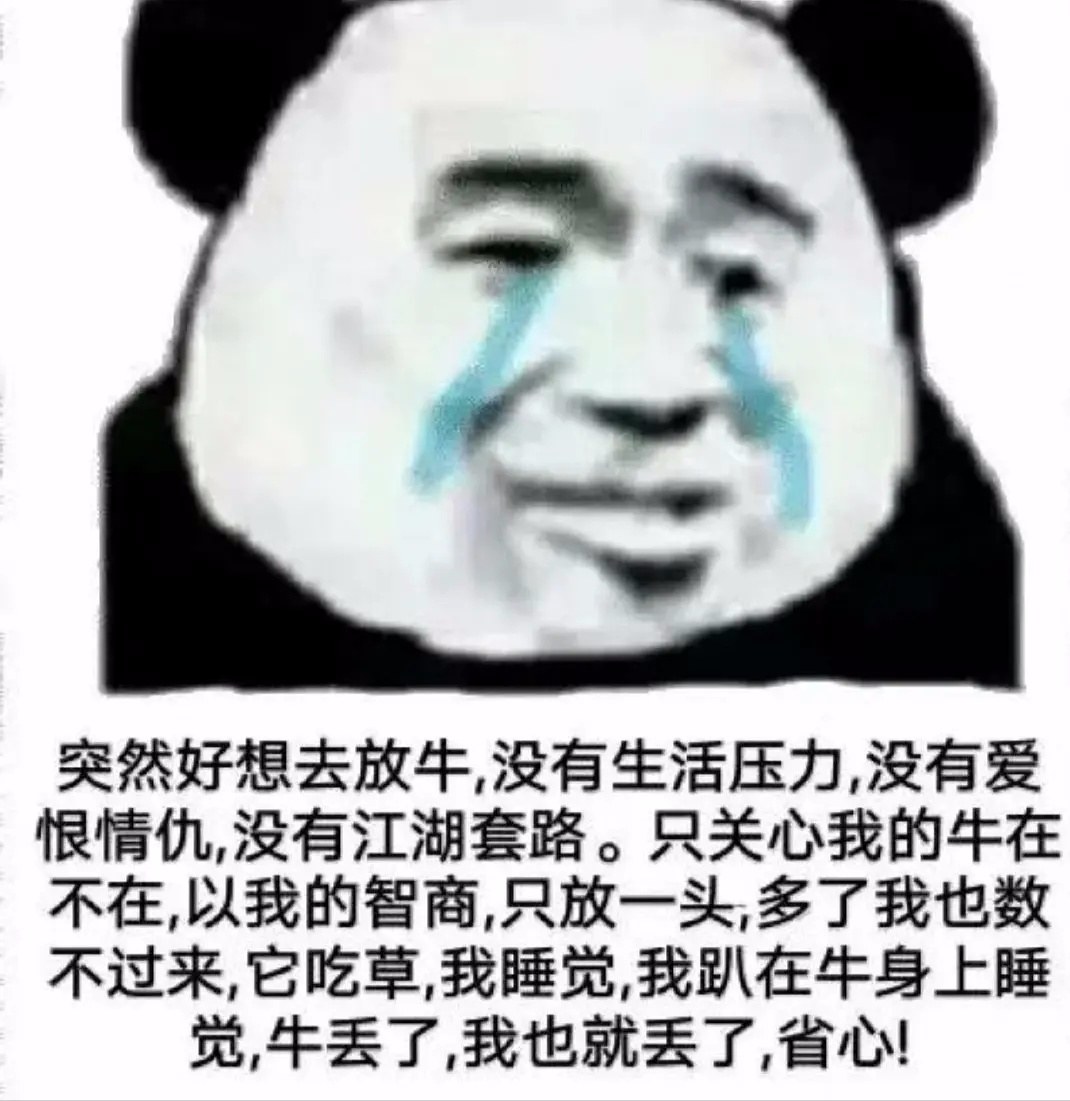 突然好想去放牛,没有生活压力,没有爱
恨情仇,没有江湖套路。只关心我的牛在
不在,以我的智商,只放一头,多了我也数
不过来,它吃草,我睡觉,我趴在牛身上睡
觉,牛丢了,我也就丢了,省心!